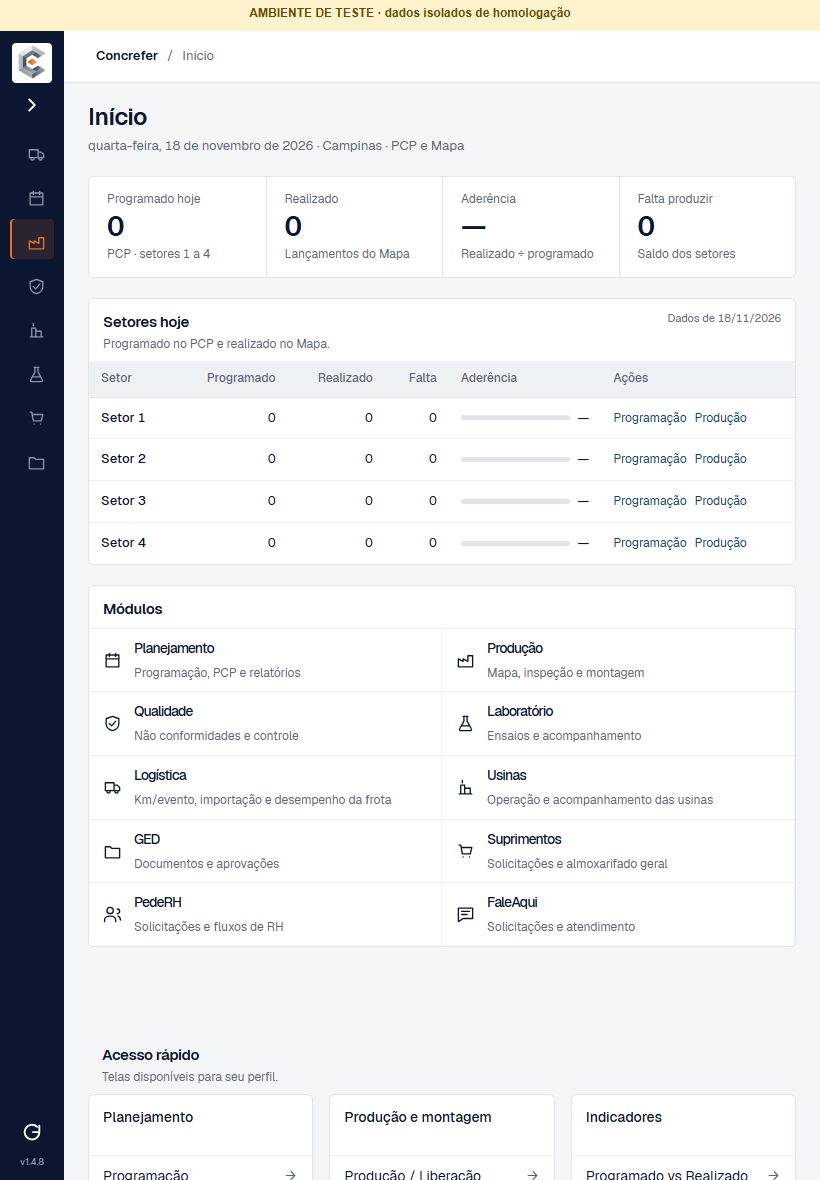 AMBIENTE DE TESTE · dados isolados de homologação
Concrefer / Início
Início
quarta-feira, 18 de novembro de 2026 · Campinas · PCP e Mapa
Programado hoje
0
PCP · setores 1 a 4
Realizado
0
Lançamentos do Mapa
Aderência
—
Realizado ÷ programado
Falta produzir
0
Saldo dos setores
Setores hoje
Programado no PCP e realizado no Mapa.
Dados de 18/11/2026
Setor Programado Realizado Falta Aderência Ações
Setor 1 0 0 0 — Programação Produção
Setor 2 0 0 0 — Programação Produção
Setor 3 0 0 0 — Programação Produção
Setor 4 0 0 0 — Programação Produção
Módulos
Planejamento
Programação, PCP e relatórios
Produção
Mapa, inspeção e montagem
Qualidade
Não conformidades e controle
Laboratório
Ensaios e acompanhamento
Logística
Km/evento, importação e desempenho da frota
Usinas
Operação e acompanhamento das usinas
GED
Documentos e aprovações
Suprimentos
Solicitações e almoxarifado geral
PedeRH
Solicitações e fluxos de RH
FaleAqui
Solicitações e atendimento
Acesso rápido
Telas disponíveis para seu perfil.
Planejamento
Programação →
Produção e montagem
Produção / Liberação →
Indicadores
Programado vs Realizado →
v1.4.8